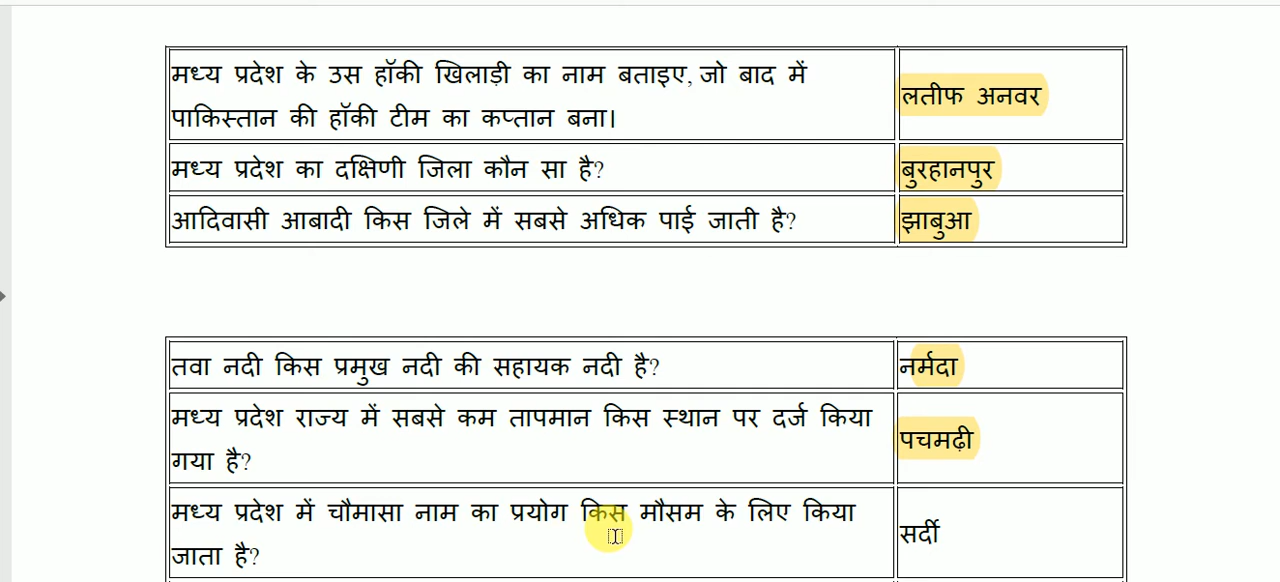 मध्य प्रदेश के उस हॉकी खिलाड़ी का नाम बताइए, जो बाद में
पाकिस्तान की हॉकी टीम का कप्तान बना।
लतीफ अनवर
मध्य प्रदेश का दक्षिणी जिला कौन सा है?
बुरहानपुर
आदिवासी आबादी किस जिले में सबसे अधिक पाई जाती है?
झाबुआ
तवा नदी किस प्रमुख नदी की सहायक नदी है?
नर्मदा
मध्य प्रदेश राज्य में सबसे कम तापमान किस स्थान पर दर्ज किया
गया है?
पचमढ़ी
मध्य प्रदेश में चौमासा नाम का प्रयोग किस मौसम के लिए किया
जाता है?
सर्दी